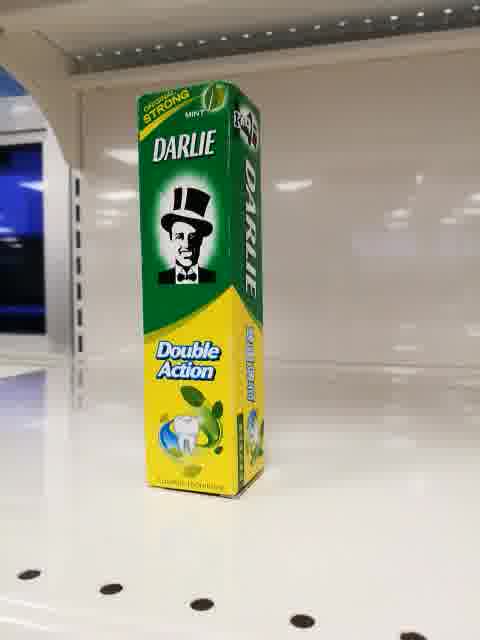 ORIGINAL
STRONG
MINT
DARLIE
Double
Action
DARLIE